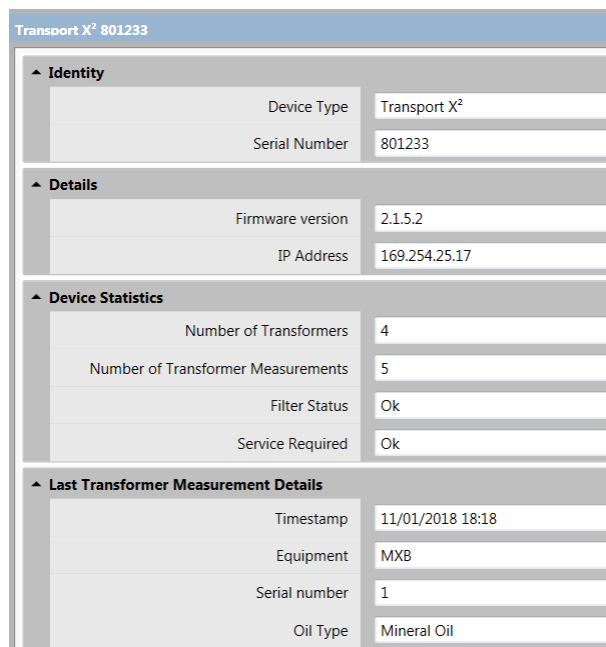 Transport X² 801233
Identity
Device Type Transport X²
Serial Number 801233
Details
Firmware version 2.1.5.2
IP Address 169.254.25.17
Device Statistics
Number of Transformers 4
Number of Transformer Measurements 5
Filter Status Ok
Service Required Ok
Last Transformer Measurement Details
Timestamp 11/01/2018 18:18
Equipment MXB
Serial number 1
Oil Type Mineral Oil